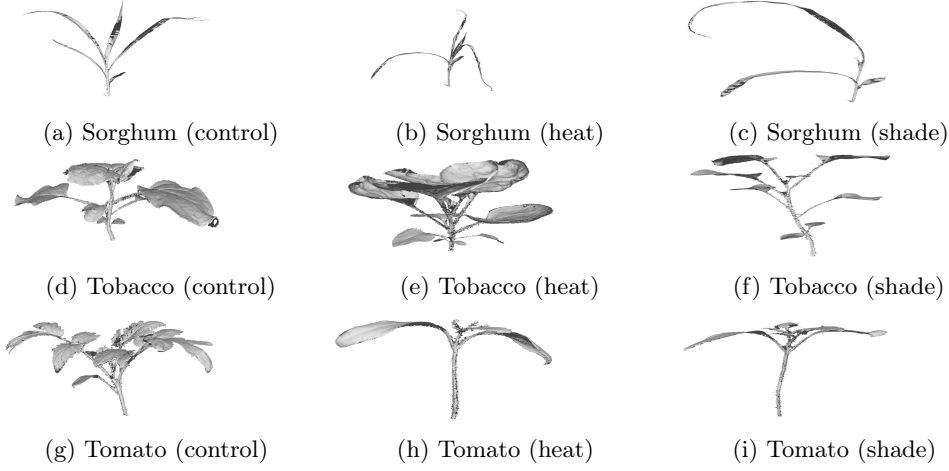 (a) Sorghum (control)
(b) Sorghum (heat)
(c) Sorghum (shade)
(d) Tobacco (control)
(e) Tobacco (heat)
(f) Tobacco (shade)
(g) Tomato (control)
(h) Tomato (heat)
(i) Tomato (shade)